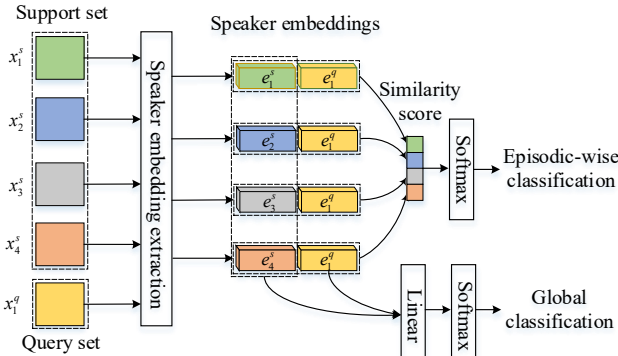 Support set
Speaker embeddings
x_1^s
x_2^s
x_3^s
x_4^s
x_1^q
Query set
Speaker embedding extraction
e_1^s e_1^q
e_2^s e_1^q
e_3^s e_1^q
e_4^s e_1^q
Similarity
score
Softmax
Episodic-wise
classification
Linear
Softmax
Global
classification